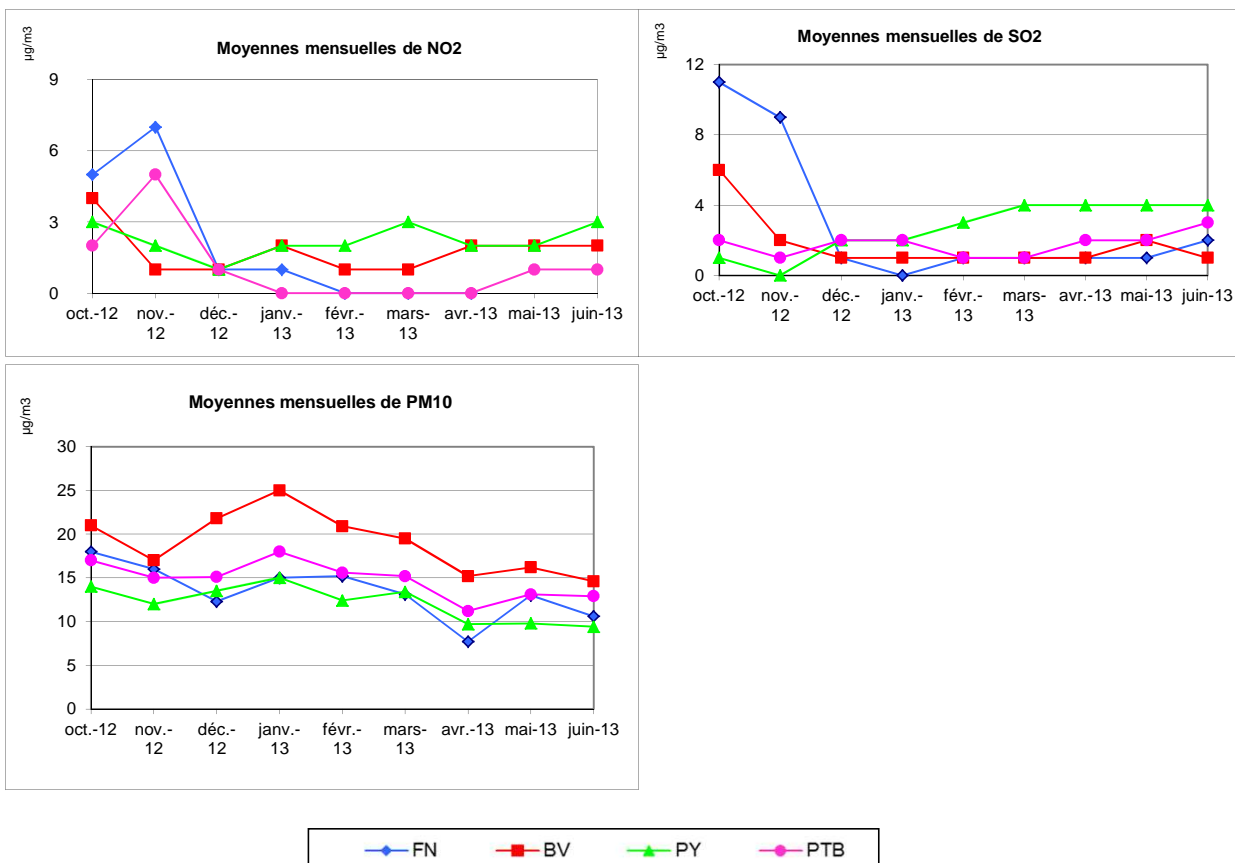 µg/m3
Moyennes mensuelles de NO2
9
6
3
0
oct.-12 nov.-12 déc.-12 janv.-13 févr.-13 mars-13 avr.-13 mai-13 juin-13
µg/m3
Moyennes mensuelles de SO2
12
8
4
0
oct.-12 nov.-12 déc.-12 janv.-13 févr.-13 mars-13 avr.-13 mai-13 juin-13
µg/m3
Moyennes mensuelles de PM10
30
25
20
15
10
5
0
oct.-12 nov.-12 déc.-12 janv.-13 févr.-13 mars-13 avr.-13 mai-13 juin-13
FN BV PY PTB